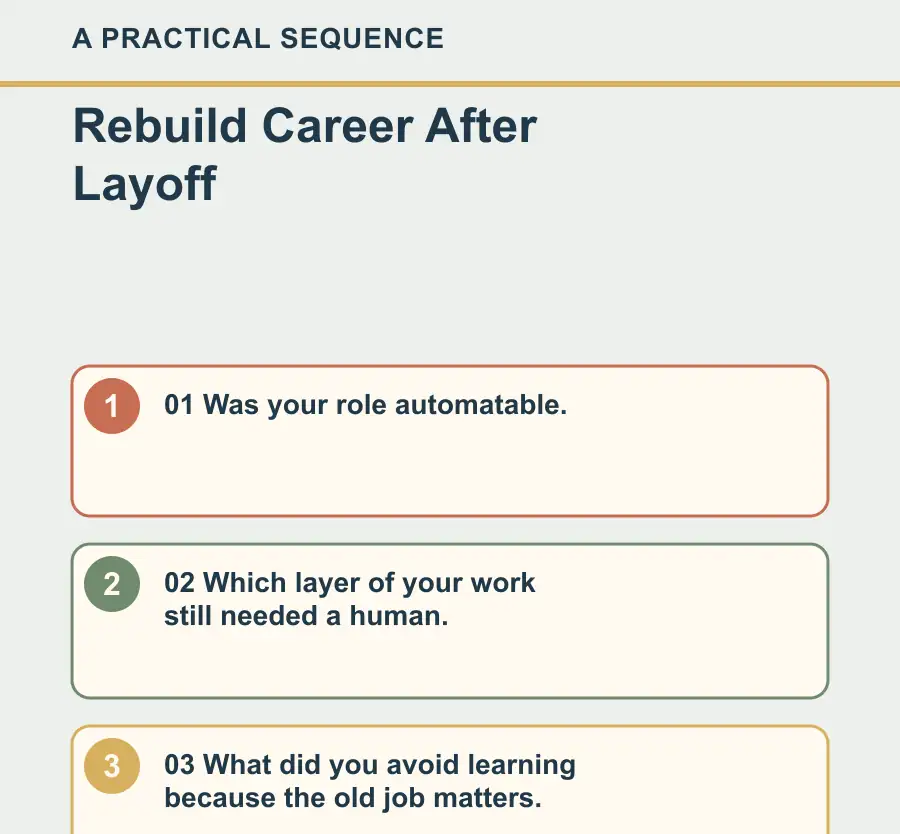 A PRACTICAL SEQUENCE
Rebuild Career After
Layoff
1
01 Was your role automatable.
2
02 Which layer of your work
still needed a human.
3
03 What did you avoid learning
because the old job matters.